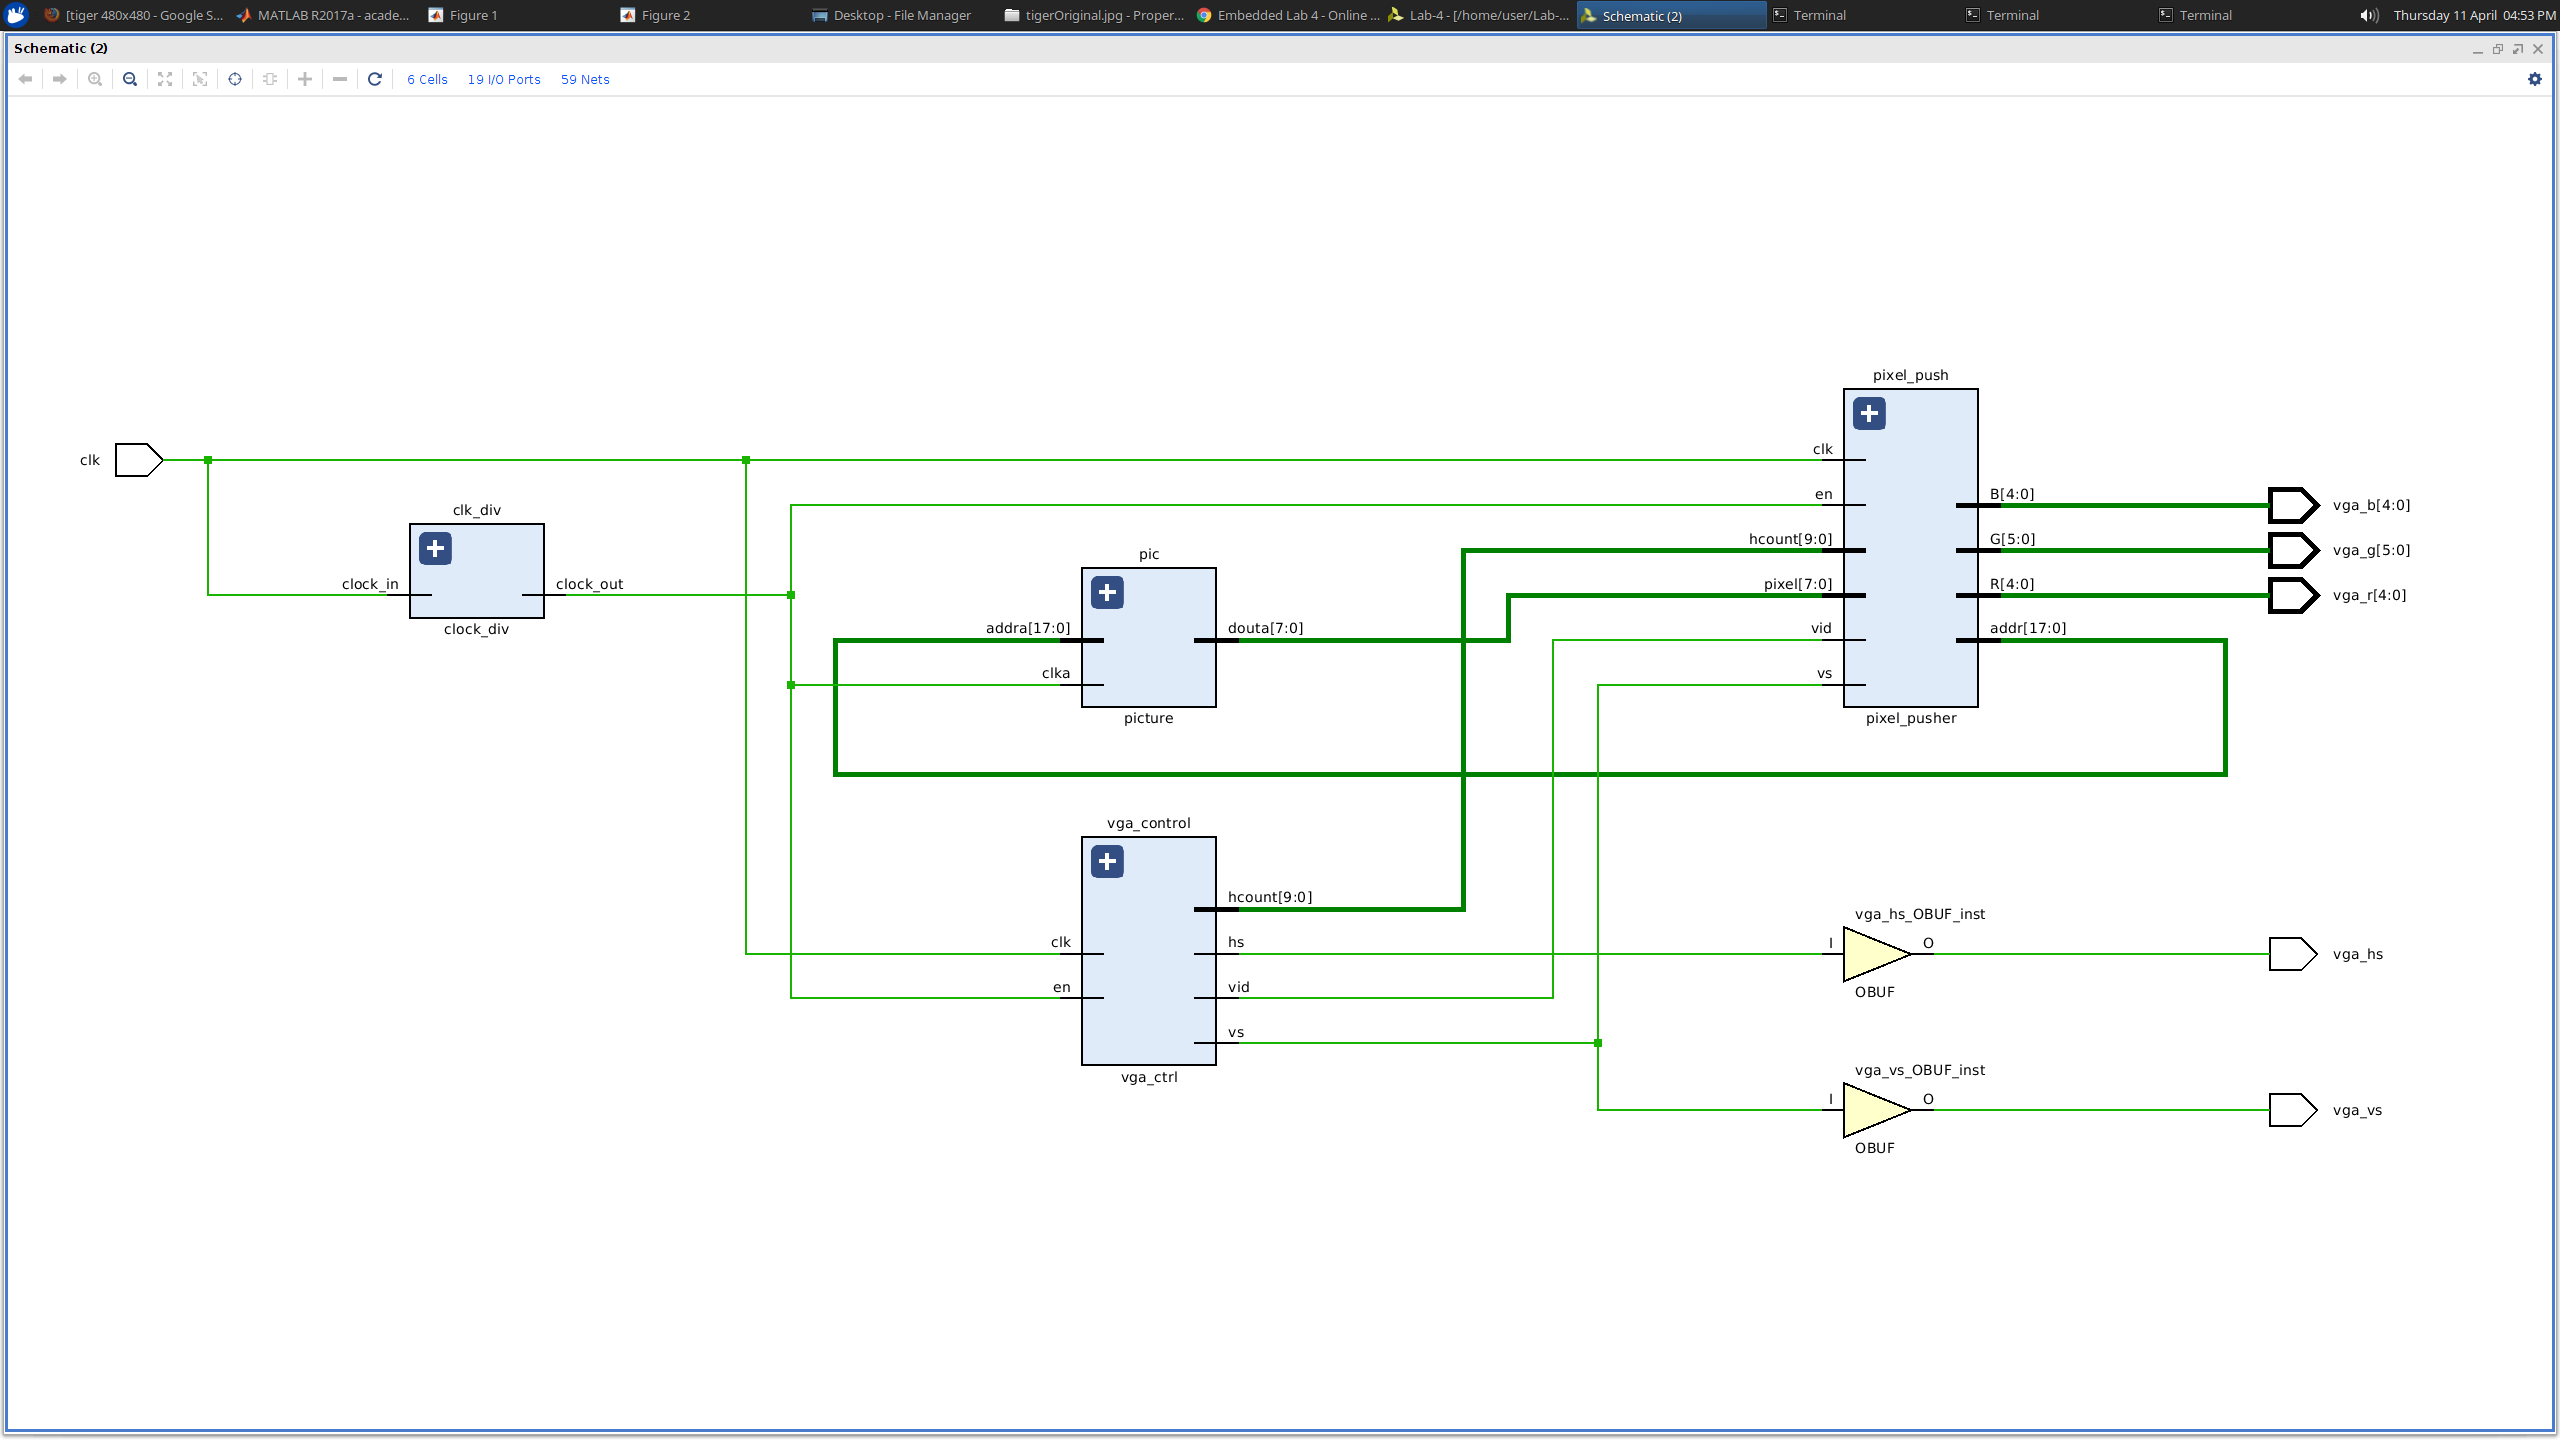 [tiger 480x480 - Google S... MATLAB R2017a - acade... Figure 1 Figure 2 Desktop - File Manager tigerOriginal.jpg - Proper... Embedded Lab 4 - Online ... Lab-4 - [/home/user/Lab-... Schematic (2) Terminal Terminal Terminal Thursday 11 April 04:53 PM
Schematic (2)
6 Cells 19 I/O Ports 59 Nets
pixel_push
clk
clk
en
B[4:0]
vga_b[4:0]
clk_div
hcount[9:0]
G[5:0]
vga_g[5:0]
pic
clock_in
clock_out
pixel[7:0]
R[4:0]
vga_r[4:0]
clock_div
addra[17:0]
douta[7:0]
vid
addr[17:0]
clka
vs
picture
pixel_pusher
vga_control
hcount[9:0]
vga_hs_OBUF_inst
clk
hs
I
O
vga_hs
en
vid
OBUF
vs
vga_ctrl
vga_vs_OBUF_inst
I
O
vga_vs
OBUF